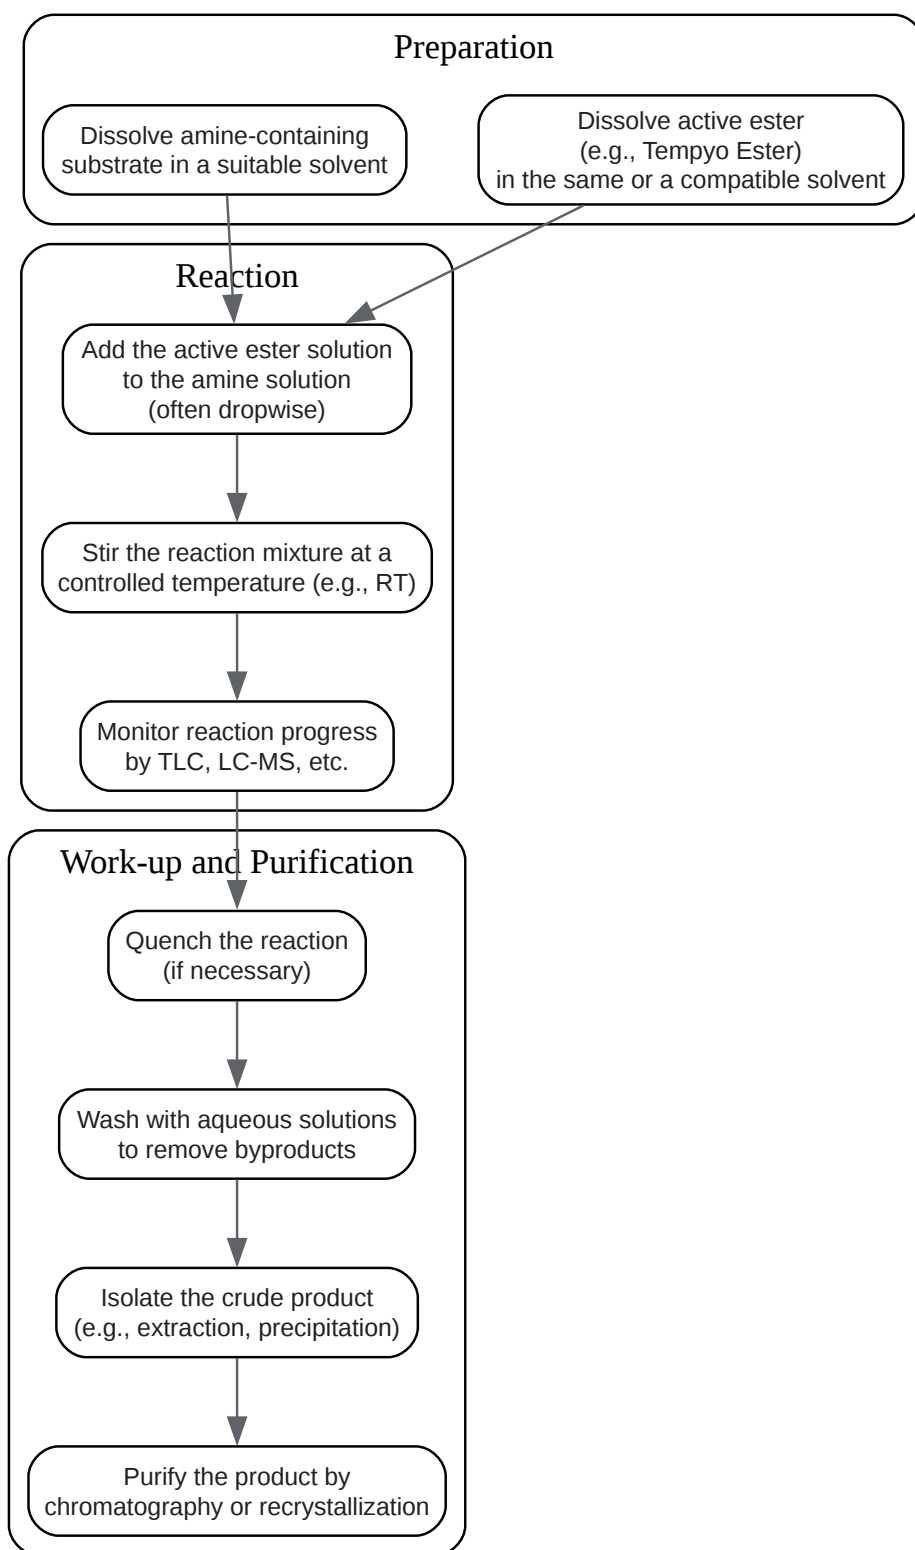 Preparation
Dissolve amine-containing
substrate in a suitable solvent
Dissolve active ester
(e.g., Tempyo Ester)
in the same or a compatible solvent
Reaction
Add the active ester solution
to the amine solution
(often dropwise)
Stir the reaction mixture at a
controlled temperature (e.g., RT)
Monitor reaction progress
by TLC, LC-MS, etc.
Work-up and Purification
Quench the reaction
(if necessary)
Wash with aqueous solutions
to remove byproducts
Isolate the crude product
(e.g., extraction, precipitation)
Purify the product by
chromatography or recrystallization